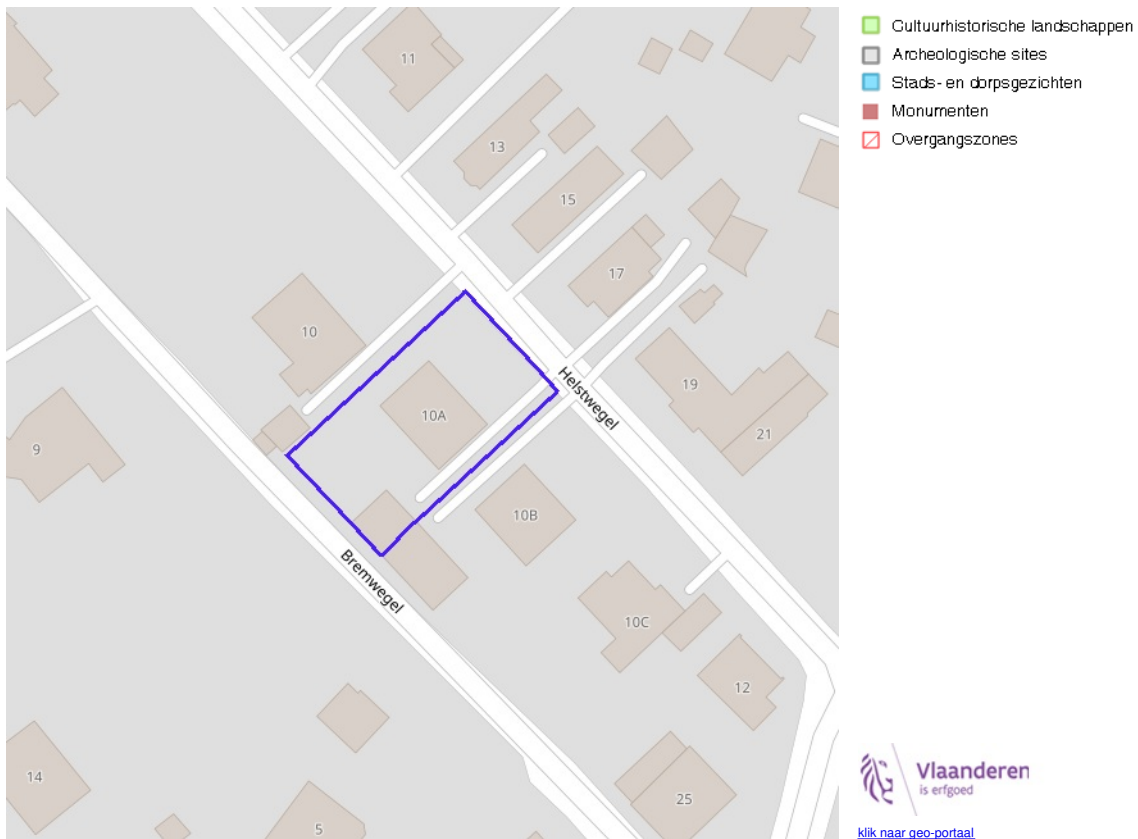 11
13
15
17
10
10A
Helstwegel
19
21
9
10B
Bremwegel
10C
12
14
25
5
Cultuurhistorische landschappen
Archeologische sites
Stads- en dorpsgezichten
Monumenten
Overgangszones
Vlaanderen
is erfgoed
klik naar geo-portaal